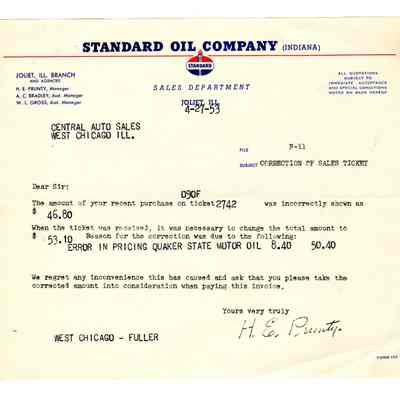 STANDARD OIL COMPANY (INDIANA)
STANDARD
JOLIET, ILL. BRANCH
AND AGENCIES
H. E. PRUNTY, Manager
A. C. BRADLEY, Asst. Manager
W. L. GROSS, Asst. Manager
SALES DEPARTMENT
ALL QUOTATIONS
SUBJECT TO
IMMEDIATE ACCEPTANCE
AND SPECIAL CONDITIONS
NOTED ON BACK HEREOF
JOLIET, ILL.
4-27-53
CENTRAL AUTO SALES
WEST CHICAGO ILL.
FILE F-11
SUBJECT CORRECTION OF SALES TICKET
Dear Sir:
090F
The amount of your recent purchase on ticket 2742 was incorrectly shown as
$ 46.80
When the ticket was received, it was necessary to change the total amount to
$ 53.10 Reason for the correction was due to the following:
ERROR IN PRICING QUAKER STATE MOTOR OIL 8.40 50.40
We regret any inconvenience this has caused and ask that you please take the
corrected amount into consideration when paying this invoice.
Yours very truly
H. E. Prunty
WEST CHICAGO - FULLER
FORM